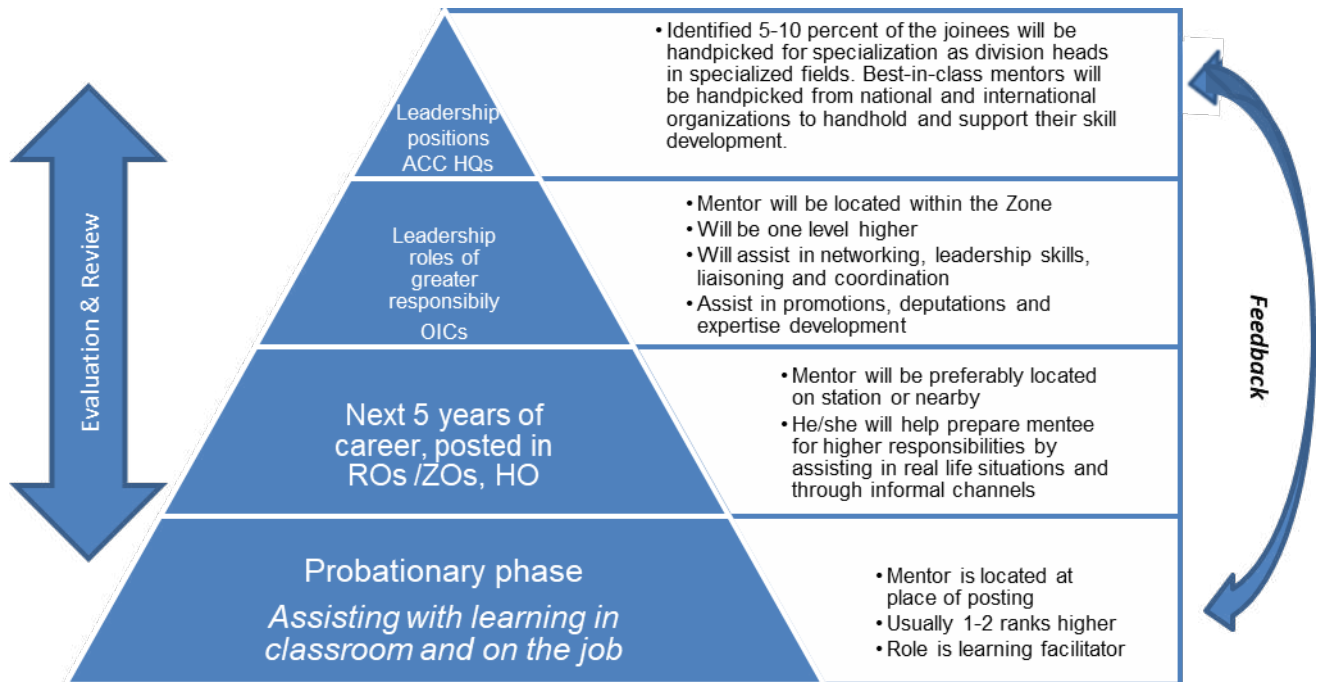 Leadership
positions
ACC HQs
• Identified 5-10 percent of the joinees will be
handpicked for specialization as division heads
in specialized fields. Best-in-class mentors will
be handpicked from national and international
organizations to handhold and support their skill
development.
Leadership
roles of
greater
responsibily
OICs
• Mentor will be located within the Zone
• Will be one level higher
• Will assist in networking, leadership skills,
liaisoning and coordination
• Assist in promotions, deputations and
expertise development
Next 5 years of
career, posted in
ROs /ZOs, HO
• Mentor will be preferably located
on station or nearby
• He/she will help prepare mentee
for higher responsibilities by
assisting in real life situations and
through informal channels
Probationary phase
Assisting with learning in
classroom and on the job
• Mentor is located at
place of posting
• Usually 1-2 ranks higher
• Role is learning facilitator
Evaluation & Review
Feedback